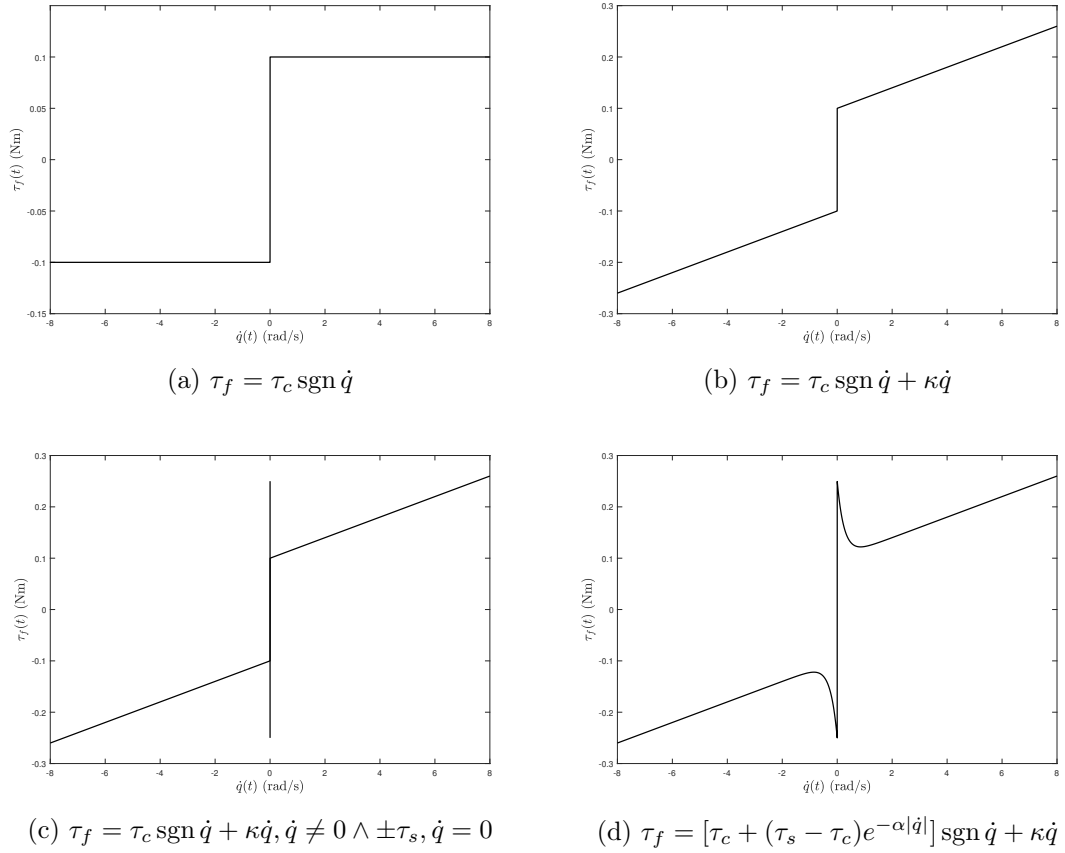 0.1
0.05
0
-0.05
-0.1
-0.15
τ_f(t) (Nm)
-8 -6 -4 -2 0 2 4 6 8
q̇(t) (rad/s)
(a) τ_f = τ_c sgn q̇
0.3
0.2
0.1
0
-0.1
-0.2
-0.3
τ_f(t) (Nm)
-8 -6 -4 -2 0 2 4 6 8
q̇(t) (rad/s)
(b) τ_f = τ_c sgn q̇ + κq̇
0.3
0.2
0.1
0
-0.1
-0.2
-0.3
τ_f(t) (Nm)
-8 -6 -4 -2 0 2 4 6 8
q̇(t) (rad/s)
(c) τ_f = τ_c sgn q̇ + κq̇, q̇ ≠ 0 ∧ ±τ_s, q̇ = 0
0.3
0.2
0.1
0
-0.1
-0.2
-0.3
τ_f(t) (Nm)
-8 -6 -4 -2 0 2 4 6 8
q̇(t) (rad/s)
(d) τ_f = [τ_c + (τ_s − τ_c)e^{−α|q̇|}] sgn q̇ + κq̇